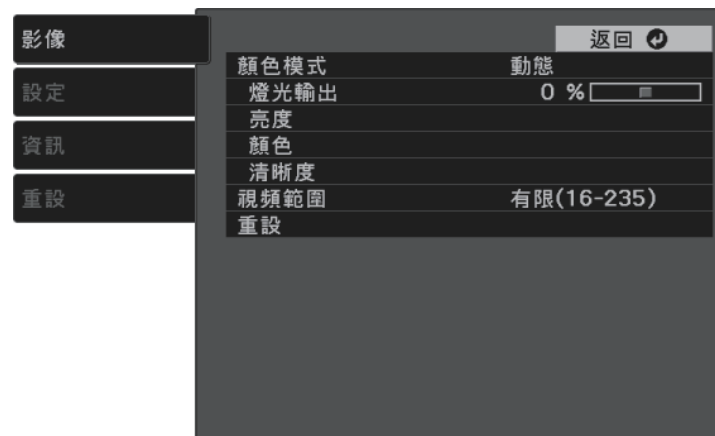 影像
設定
資訊
重設
返回
顏色模式 動態
燈光輸出 0 %
亮度
顏色
清晰度
視頻範圍 有限(16-235)
重設